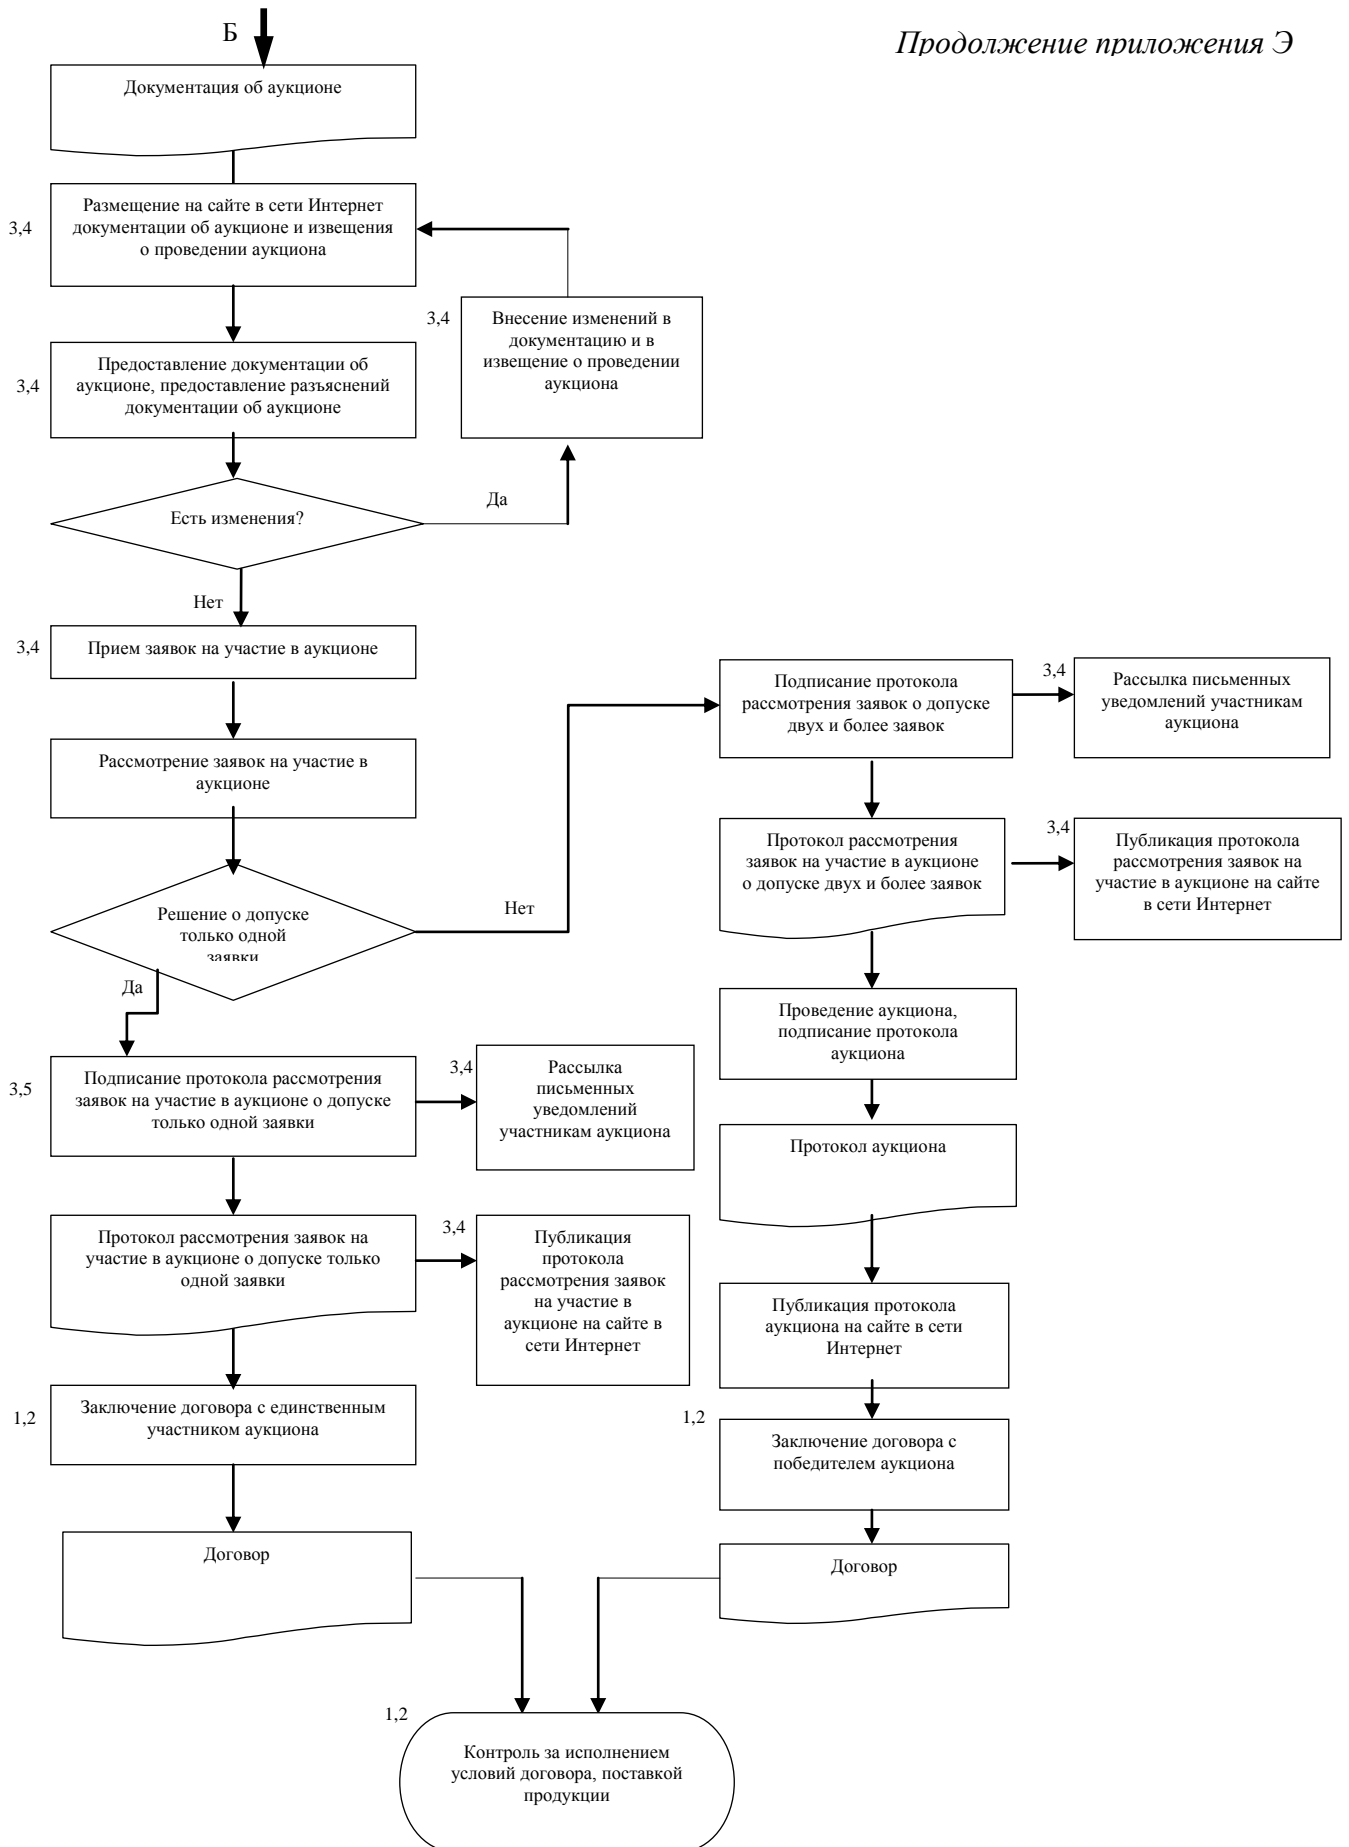 Б
Продолжение приложения Э
Документация об аукционе
3,4
Размещение на сайте в сети Интернет
документации об аукционе и извещения
о проведении аукциона
3,4
Внесение изменений в
документацию и в
извещение о проведении
аукциона
3,4
Предоставление документации об
аукционе, предоставление разъяснений
документации об аукционе
Есть изменения?
Да
Нет
3,4
Прием заявок на участие в аукционе
Рассмотрение заявок на участие в
аукционе
Решение о допуске
только одной
заявки
Нет
Да
Подписание протокола
рассмотрения заявок о допуске
двух и более заявок
3,4
Рассылка письменных
уведомлений участникам
аукциона
Протокол рассмотрения
заявок на участие в аукционе
о допуске двух и более заявок
3,4
Публикация протокола
рассмотрения заявок на
участие в аукционе на сайте
в сети Интернет
Проведение аукциона,
подписание протокола
аукциона
3,5
Подписание протокола рассмотрения
заявок на участие в аукционе о допуске
только одной заявки
3,4
Рассылка
письменных
уведомлений
участникам аукциона
Протокол аукциона
Протокол рассмотрения заявок на
участие в аукционе о допуске только
одной заявки
3,4
Публикация
протокола
рассмотрения заявок
на участие в
аукционе на сайте в
сети Интернет
Публикация протокола
аукциона на сайте в сети
Интернет
1,2
Заключение договора с единственным
участником аукциона
1,2
Заключение договора с
победителем аукциона
Договор
Договор
1,2
Контроль за исполнением
условий договора, поставкой
продукции